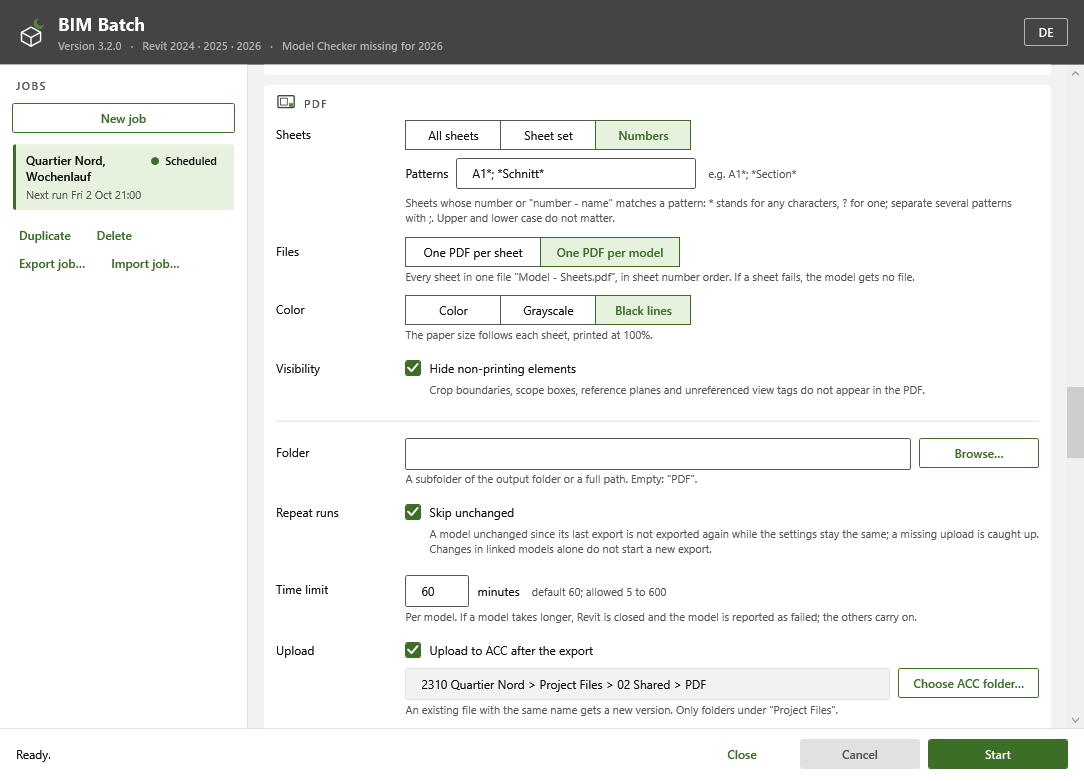 BIM Batch
Version 3.2.0 · Revit 2024 · 2025 · 2026 · Model Checker missing for 2026
DE
JOBS
New job
Quartier Nord, Wochenlauf
Scheduled
Next run Fri 2 Oct 21:00
Duplicate Delete
Export job... Import job...
PDF
Sheets
All sheets Sheet set Numbers
Patterns A1*; *Schnitt* e.g. A1*; *Section*
Sheets whose number or "number - name" matches a pattern: * stands for any characters, ? for one; separate several patterns
with ;. Upper and lower case do not matter.
Files
One PDF per sheet One PDF per model
Every sheet in one file "Model - Sheets.pdf", in sheet number order. If a sheet fails, the model gets no file.
Color
Color Grayscale Black lines
The paper size follows each sheet, printed at 100%.
Visibility
Hide non-printing elements
Crop boundaries, scope boxes, reference planes and unreferenced view tags do not appear in the PDF.
Folder
Browse...
A subfolder of the output folder or a full path. Empty: "PDF".
Repeat runs
Skip unchanged
A model unchanged since its last export is not exported again while the settings stay the same; a missing upload is caught up.
Changes in linked models alone do not start a new export.
Time limit
60 minutes default 60; allowed 5 to 600
Per model. If a model takes longer, Revit is closed and the model is reported as failed; the others carry on.
Upload
Upload to ACC after the export
2310 Quartier Nord > Project Files > 02 Shared > PDF
Choose ACC folder...
An existing file with the same name gets a new version. Only folders under "Project Files".
Ready.
Close Cancel Start